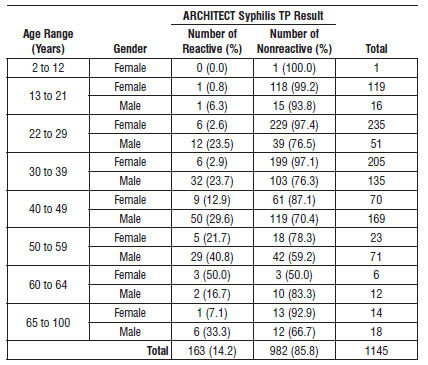 ARCHITECT Syphilis TP Result
Age Range (Years) Gender Number of Reactive (%) Number of Nonreactive (%) Total
2 to 12 Female 0 (0.0) 1 (100.0) 1
13 to 21 Female 1 (0.8) 118 (99.2) 119
Male 1 (6.3) 15 (93.8) 16
22 to 29 Female 6 (2.6) 229 (97.4) 235
Male 12 (23.5) 39 (76.5) 51
30 to 39 Female 6 (2.9) 199 (97.1) 205
Male 32 (23.7) 103 (76.3) 135
40 to 49 Female 9 (12.9) 61 (87.1) 70
Male 50 (29.6) 119 (70.4) 169
50 to 59 Female 5 (21.7) 18 (78.3) 23
Male 29 (40.8) 42 (59.2) 71
60 to 64 Female 3 (50.0) 3 (50.0) 6
Male 2 (16.7) 10 (83.3) 12
65 to 100 Female 1 (7.1) 13 (92.9) 14
Male 6 (33.3) 12 (66.7) 18
Total 163 (14.2) 982 (85.8) 1145